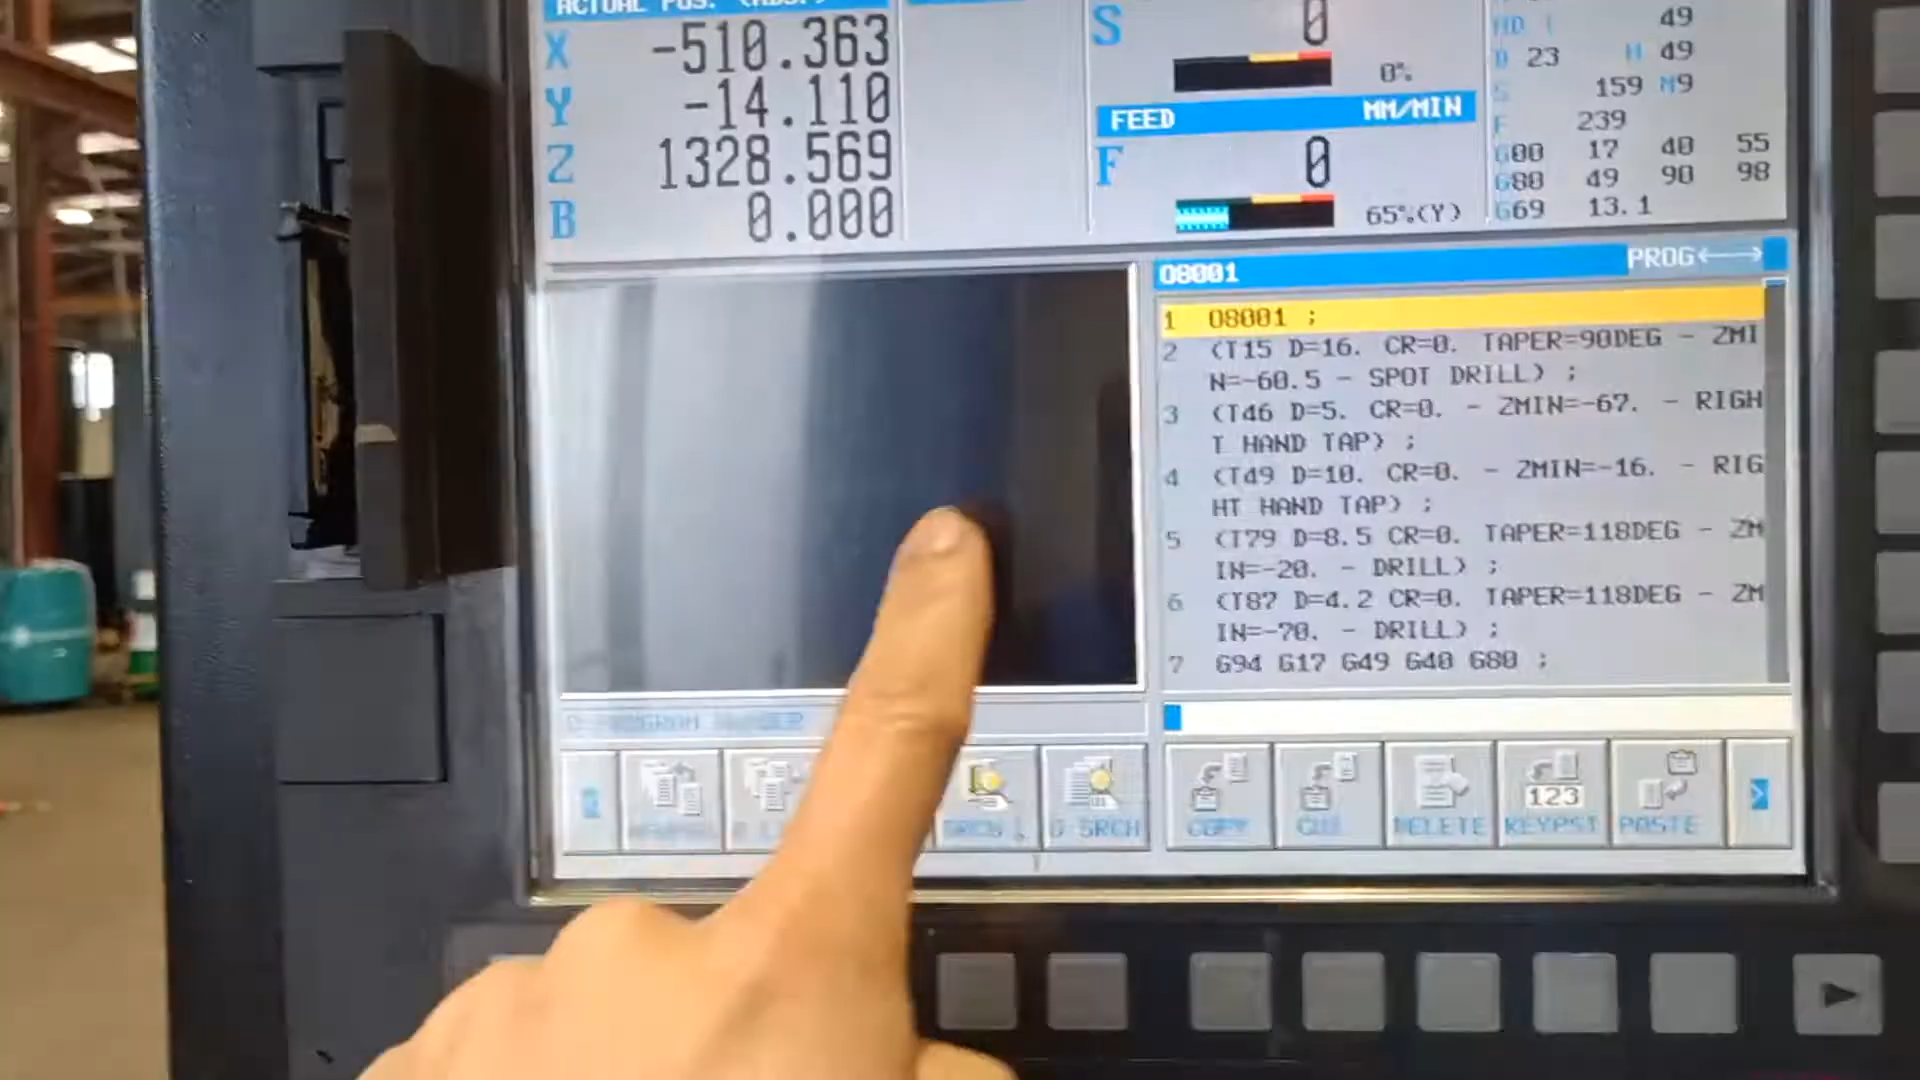 ACTUAL POS. (ABS.)
X -510.363
Y -14.110
Z 1328.569
B 0.000
S 0
0%
FEED MM/MIN
F 0
65%(Y)
49
D 23 H 49
S 159 M9
F 239
G00 17 40 55
G80 49 90 98
G69 13.1
O8001 PROG
1 O8001 ;
2 (T15 D=16. CR=0. TAPER=90DEG - ZMI
N=-60.5 - SPOT DRILL) ;
3 (T46 D=5. CR=0. - ZMIN=-67. - RIGH
T HAND TAP) ;
4 (T49 D=10. CR=0. - ZMIN=-16. - RIG
HT HAND TAP) ;
5 (T79 D=8.5 CR=0. TAPER=118DEG - ZM
IN=-20. - DRILL) ;
6 (T87 D=4.2 CR=0. TAPER=118DEG - ZM
IN=-70. - DRILL) ;
7 G94 G17 G49 G40 G80 ;
123
O SRCH COPY CUT DELETE KEYPST PASTE >